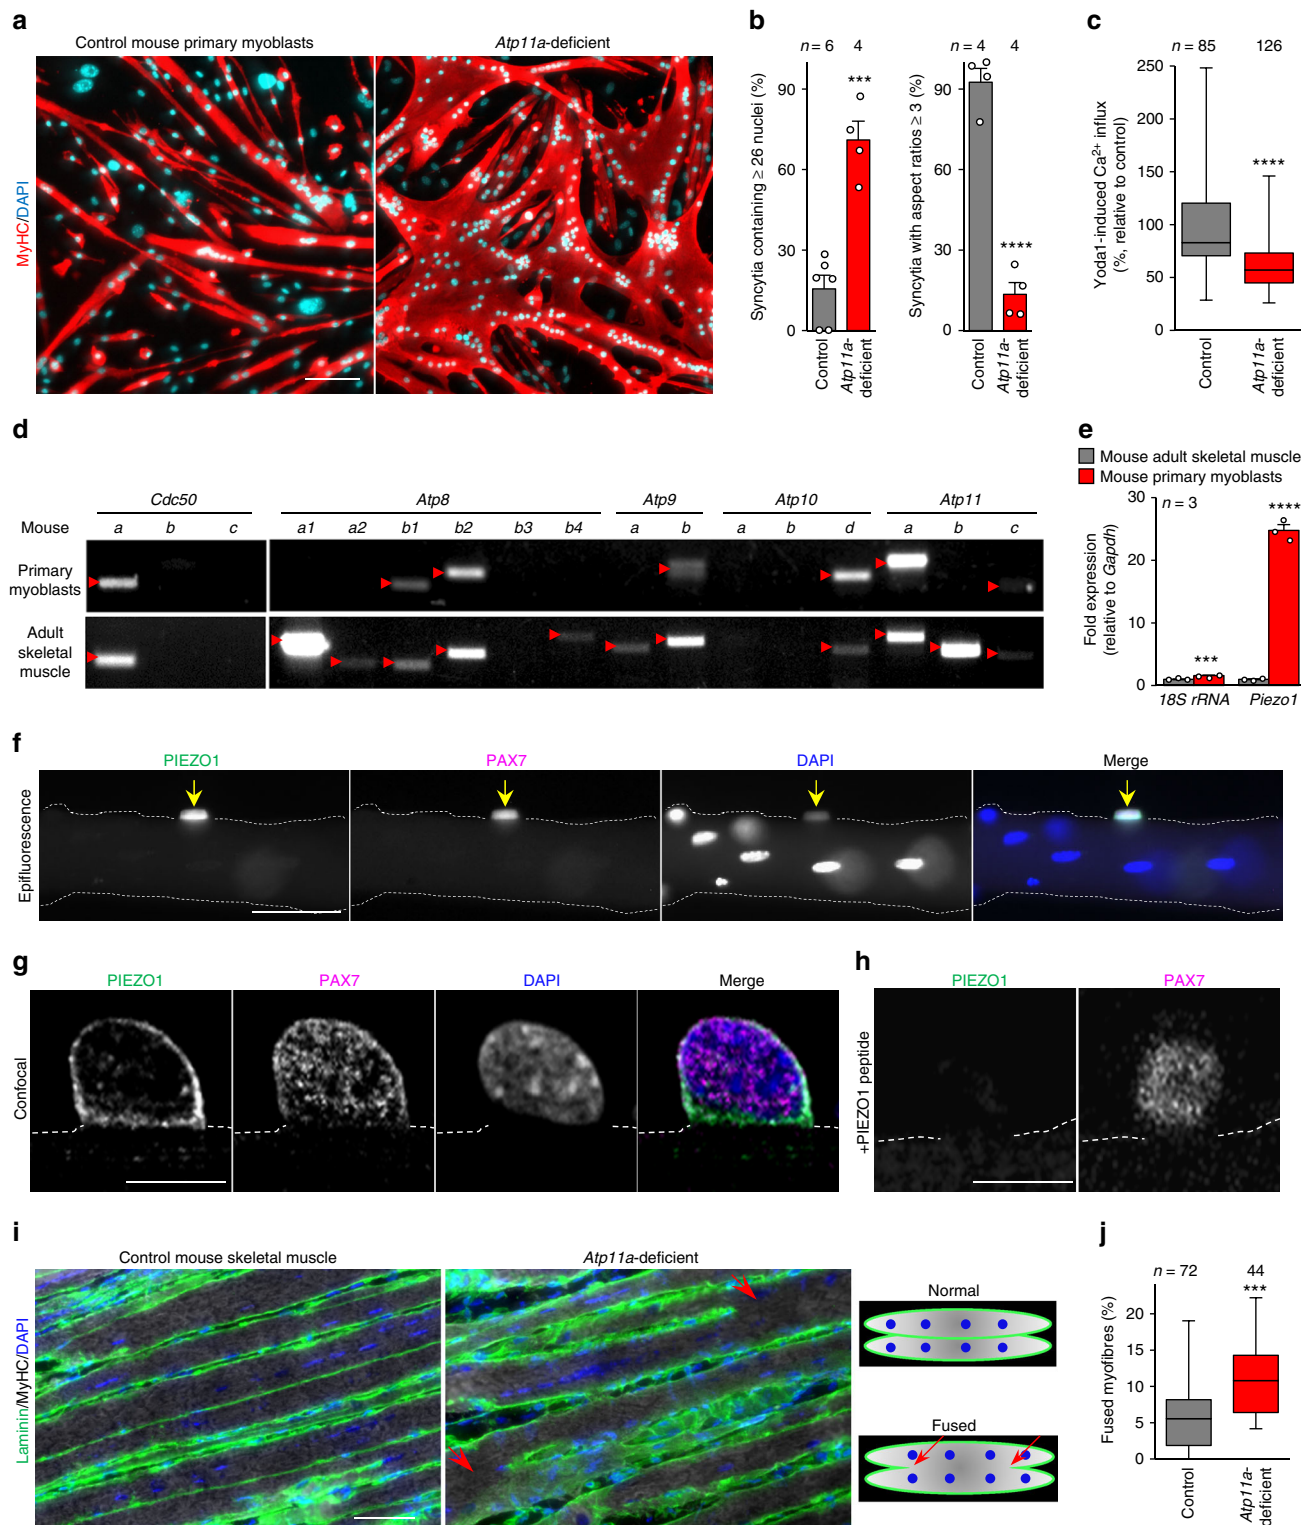 a
Control mouse primary myoblasts
Atp11a-deficient
MyHC/DAPI
b
n = 6
4
***
Syncytia containing ≥ 26 nuclei (%)
90
60
30
0
Control
Atp11a-
deficient
n = 4
4
****
Syncytia with aspect ratios ≥ 3 (%)
90
60
30
0
Control
Atp11a-
deficient
c
n = 85
126
****
Yoda1-induced Ca²⁺ influx
(%, relative to control)
250
200
150
100
50
0
Control
Atp11a-
deficient
d
Cdc50
Atp8
Atp9
Atp10
Atp11
Mouse
a
b
c
a1
a2
b1
b2
b3
b4
a
b
a
b
d
a
b
c
Primary
myoblasts
Adult
skeletal
muscle
e
Mouse adult skeletal muscle
Mouse primary myoblasts
n = 3
***
****
Fold expression
(relative to Gapdh)
30
20
10
0
18S rRNA
Piezo1
f
PIEZO1
PAX7
DAPI
Merge
Epifluorescence
g
PIEZO1
PAX7
DAPI
Merge
Confocal
h
PIEZO1
PAX7
+PIEZO1 peptide
i
Control mouse skeletal muscle
Atp11a-deficient
Laminin/MyHC/DAPI
Normal
Fused
j
n = 72
44
***
Fused myofibres (%)
20
15
10
5
0
Control
Atp11a-
deficient